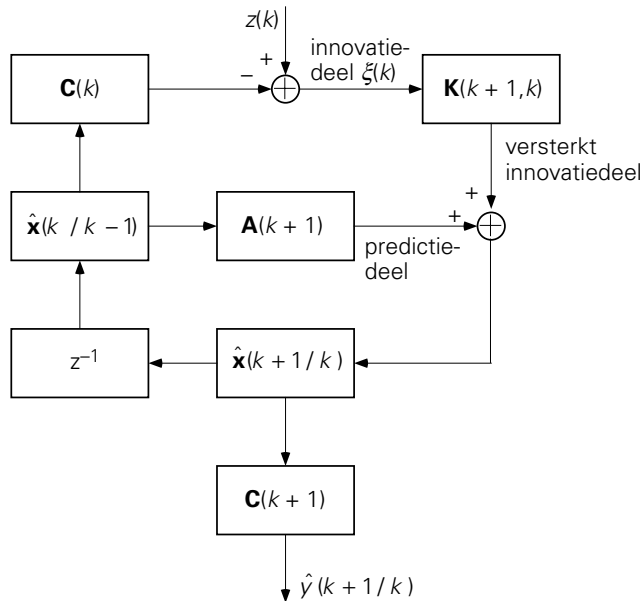 z(k)
+
−
innovatie-
deel ξ(k)
C(k)
K(k + 1,k)
versterkt
innovatiedeel
+
x̂(k / k – 1)
A(k + 1)
+
predictie-
deel
z⁻¹
x̂(k + 1/ k)
C(k + 1)
ŷ(k + 1/ k)